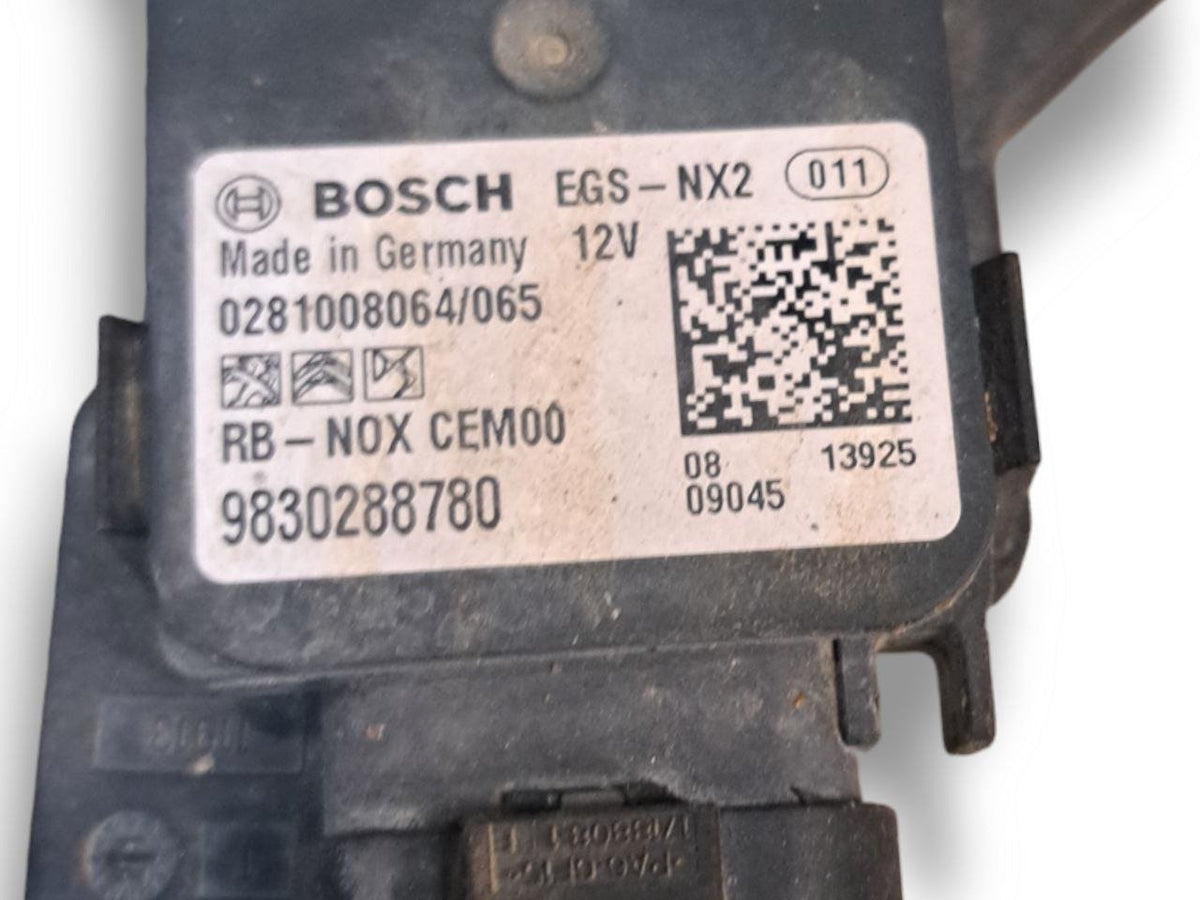 BOSCH EGS-NX2 011
Made in Germany 12V
0281008064/065
RB-NOX CEM00
9830288780
08 13925
09045